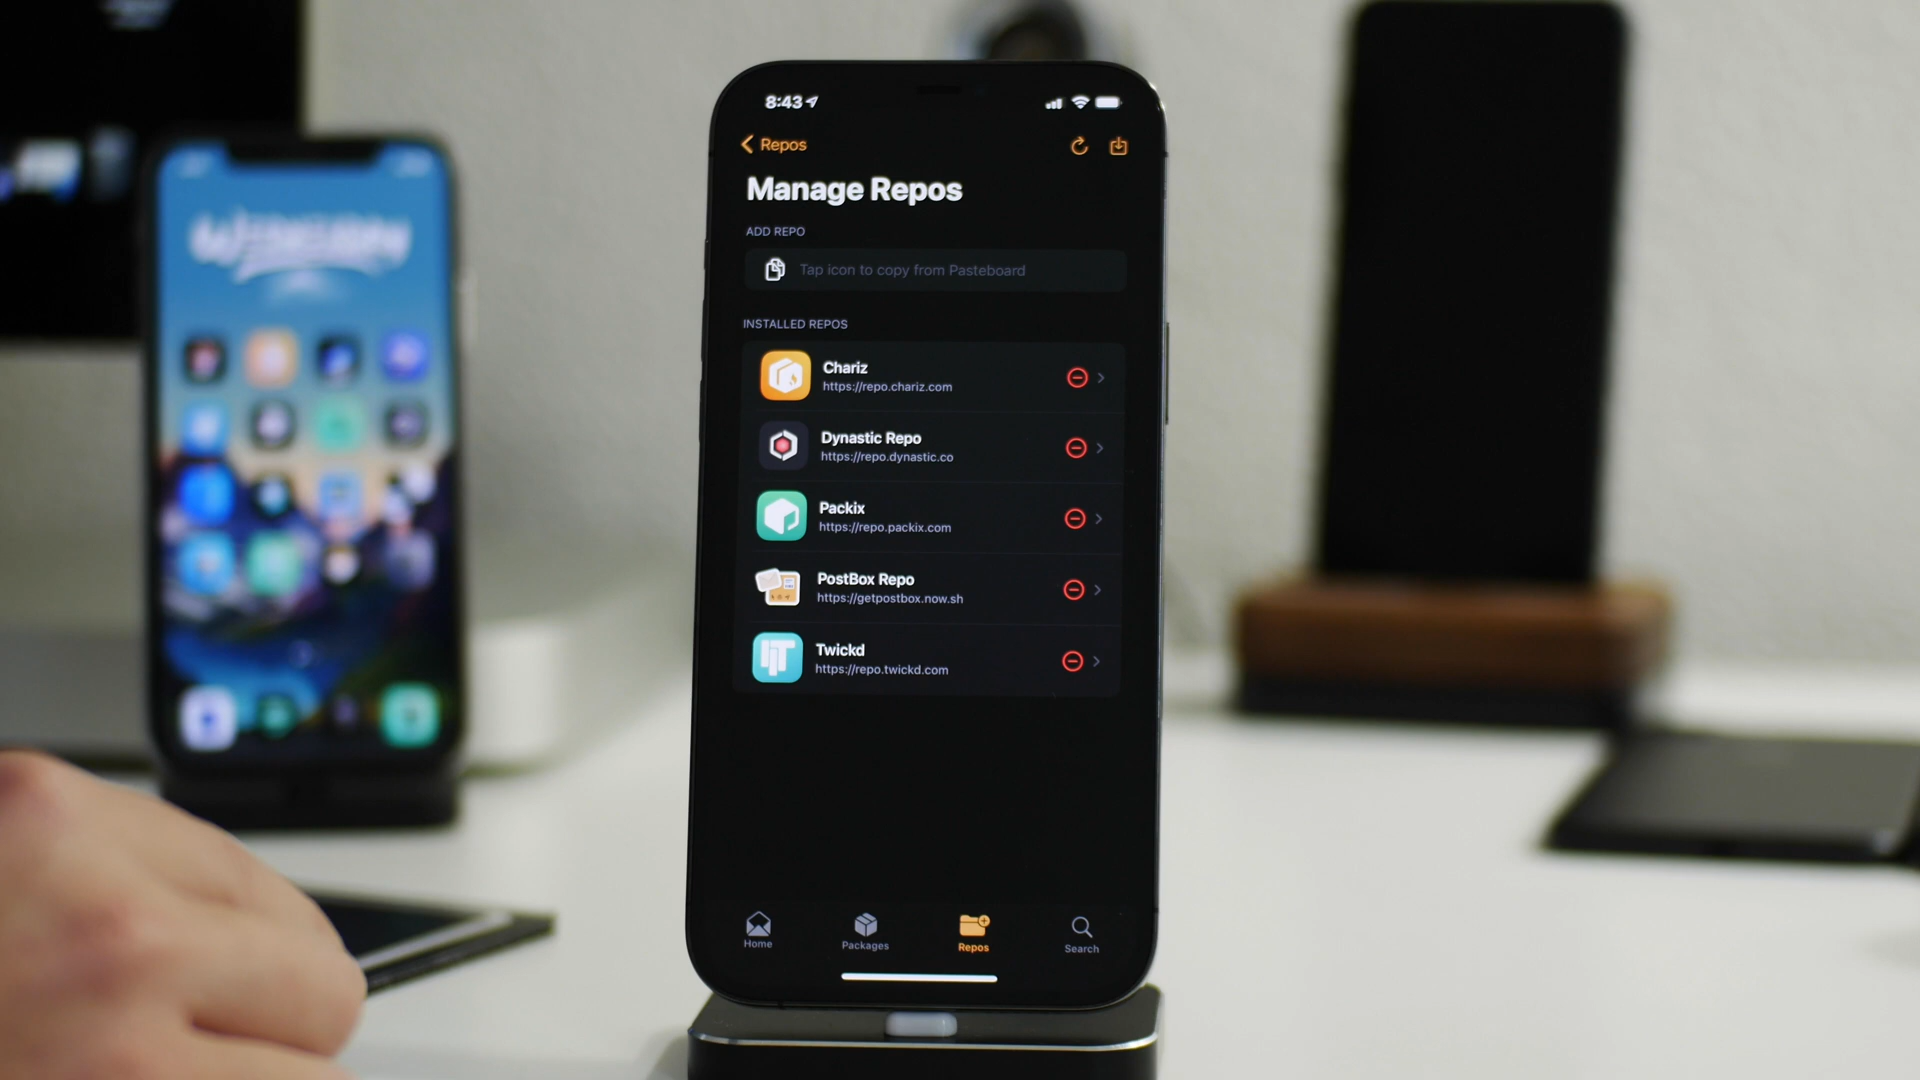 8:43
Repos
Manage Repos
ADD REPO
Tap icon to copy from Pasteboard
INSTALLED REPOS
Chariz
https://repo.chariz.com
Dynastic Repo
https://repo.dynastic.co
Packix
https://repo.packix.com
PostBox Repo
https://getpostbox.now.sh
Twickd
https://repo.twickd.com
Home
Packages
Repos
Search